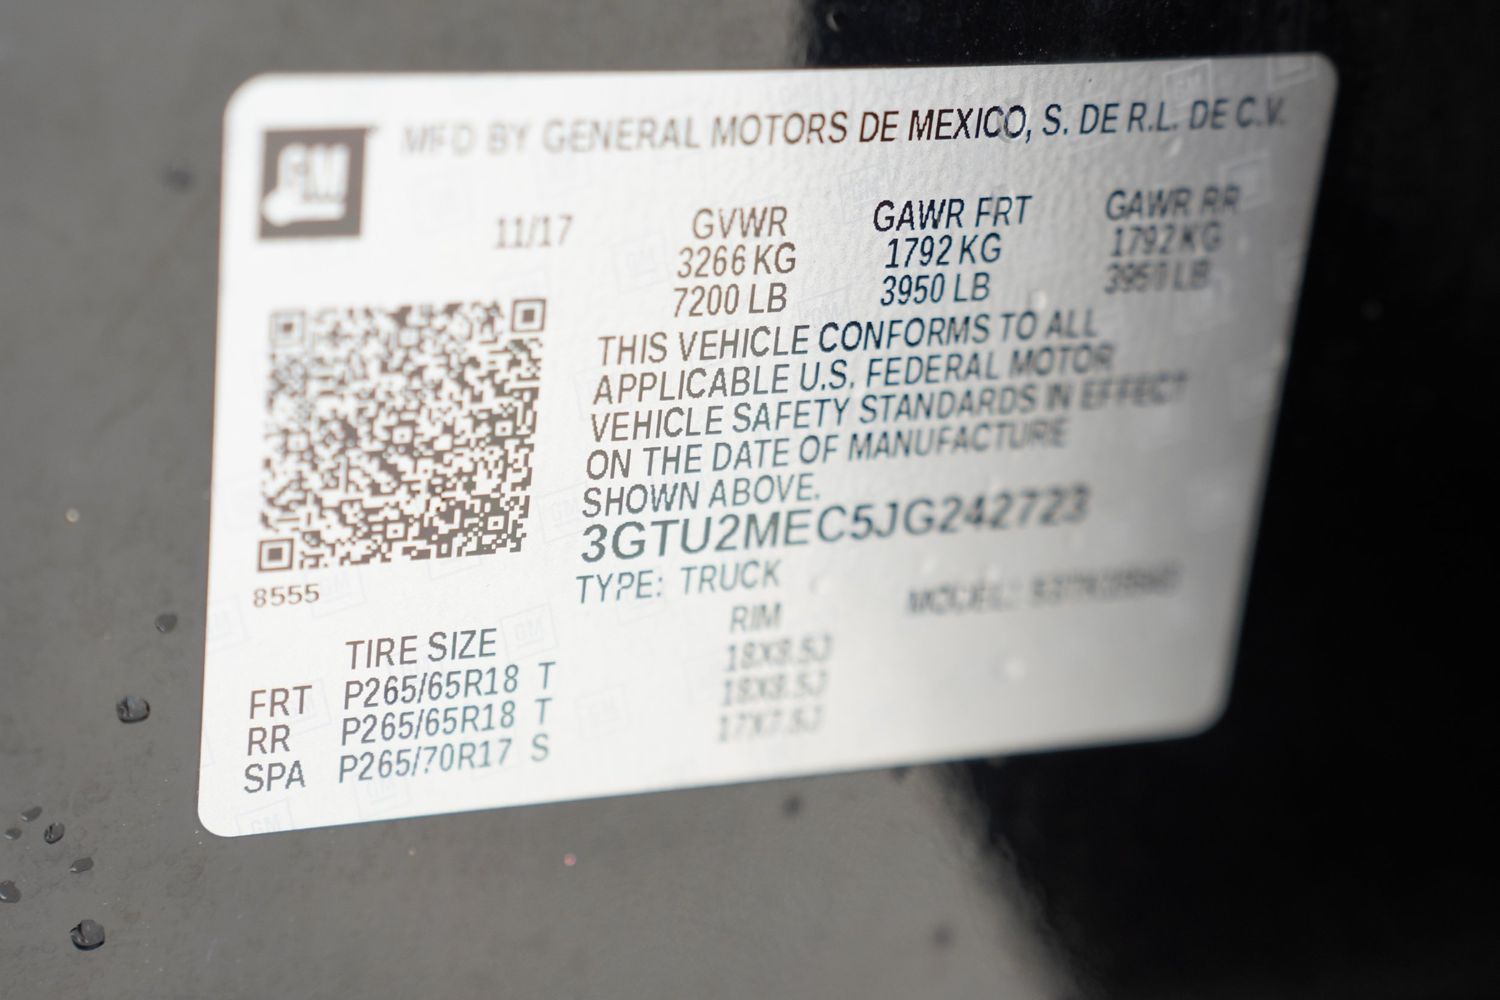 GM MFD BY GENERAL MOTORS DE MEXICO, S. DE R.L. DE C.V.
11/17 GVWR GAWR FRT GAWR RR
3266 KG 1792 KG 1792 KG
7200 LB 3950 LB 3950 LB
THIS VEHICLE CONFORMS TO ALL
APPLICABLE U.S. FEDERAL MOTOR
VEHICLE SAFETY STANDARDS IN EFFECT
ON THE DATE OF MANUFACTURE
SHOWN ABOVE.
3GTU2MEC5JG242723
8555
TYPE: TRUCK MODEL:
TIRE SIZE RIM
FRT P265/65R18 T 18X8.5J
RR P265/65R18 T 18X8.5J
SPA P265/70R17 S 17X7.5J